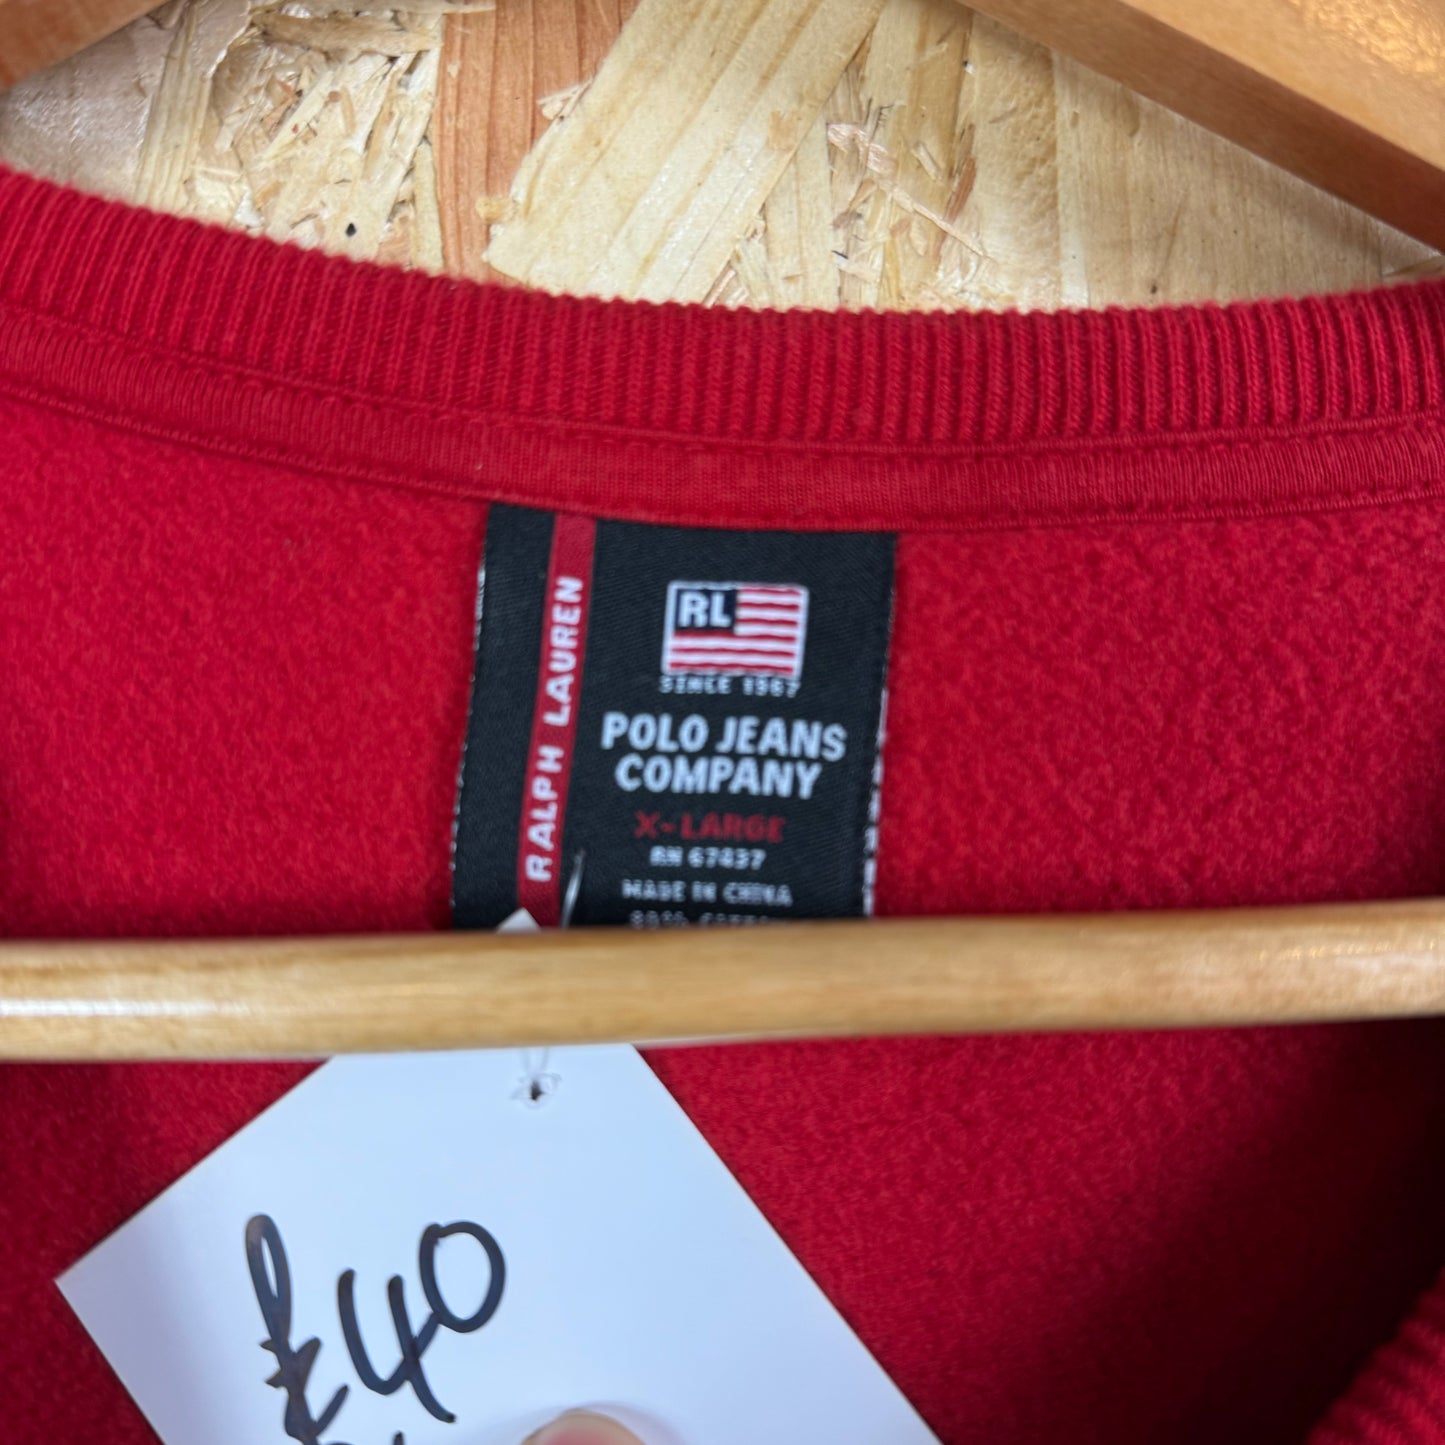 RALPH LAUREN
RL
SINCE 1967
POLO JEANS
COMPANY
X-LARGE
RN 67437
MADE IN CHINA
£40